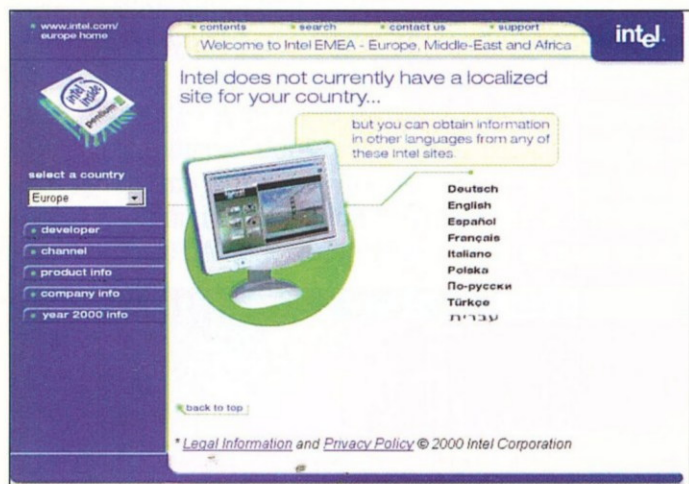 www.intel.com/
europe home
contents
search
contact us
support
Welcome to Intel EMEA - Europe, Middle-East and Africa
intel.
intel
inside
pentium III
Intel does not currently have a localized
site for your country...
but you can obtain information
in other languages from any of
these Intel sites.
select a country
Europe
developer
channel
product info
company info
year 2000 info
Deutsch
English
Español
Français
Italiano
Polska
По-русски
Türkçe
עברית
back to top
* Legal Information and Privacy Policy © 2000 Intel Corporation